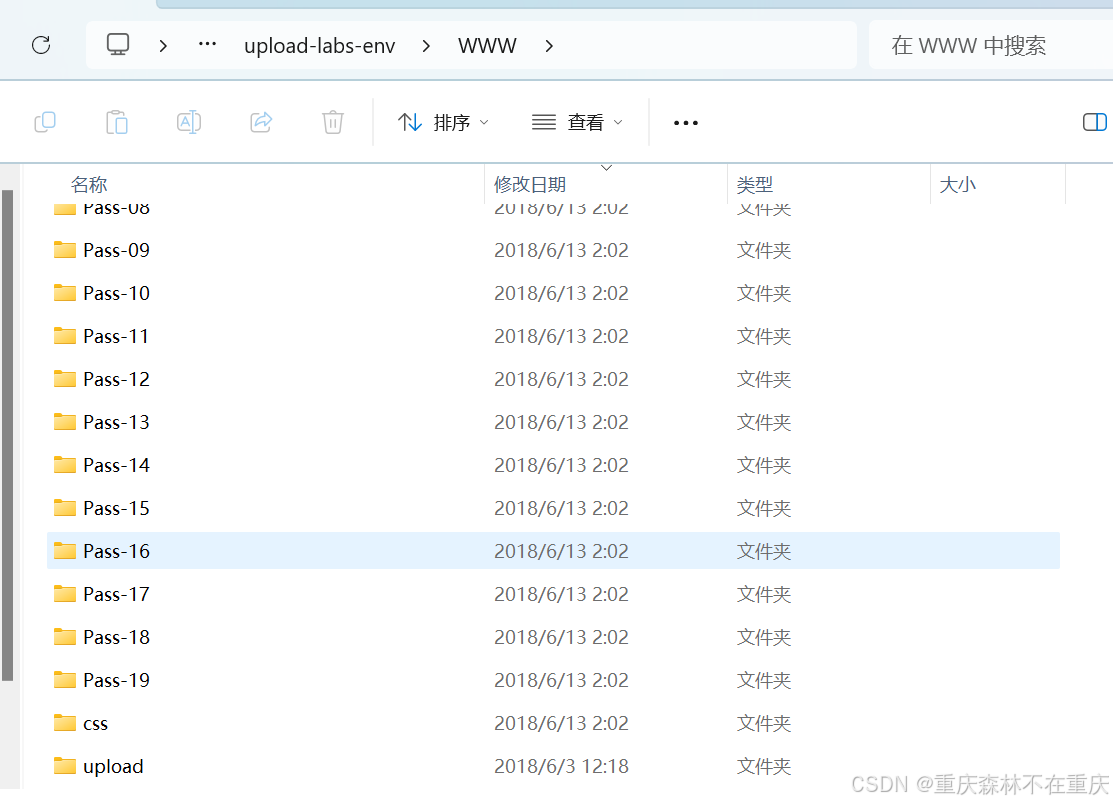 upload-labs-env > WWW > 在 WWW 中搜索
排序 查看
名称 修改日期 类型 大小
Pass-08 2018/6/13 2:02 文件夹
Pass-09 2018/6/13 2:02 文件夹
Pass-10 2018/6/13 2:02 文件夹
Pass-11 2018/6/13 2:02 文件夹
Pass-12 2018/6/13 2:02 文件夹
Pass-13 2018/6/13 2:02 文件夹
Pass-14 2018/6/13 2:02 文件夹
Pass-15 2018/6/13 2:02 文件夹
Pass-16 2018/6/13 2:02 文件夹
Pass-17 2018/6/13 2:02 文件夹
Pass-18 2018/6/13 2:02 文件夹
Pass-19 2018/6/13 2:02 文件夹
css 2018/6/13 2:02 文件夹
upload 2018/6/3 12:18 文件夹
CSDN @重庆森林不在重庆